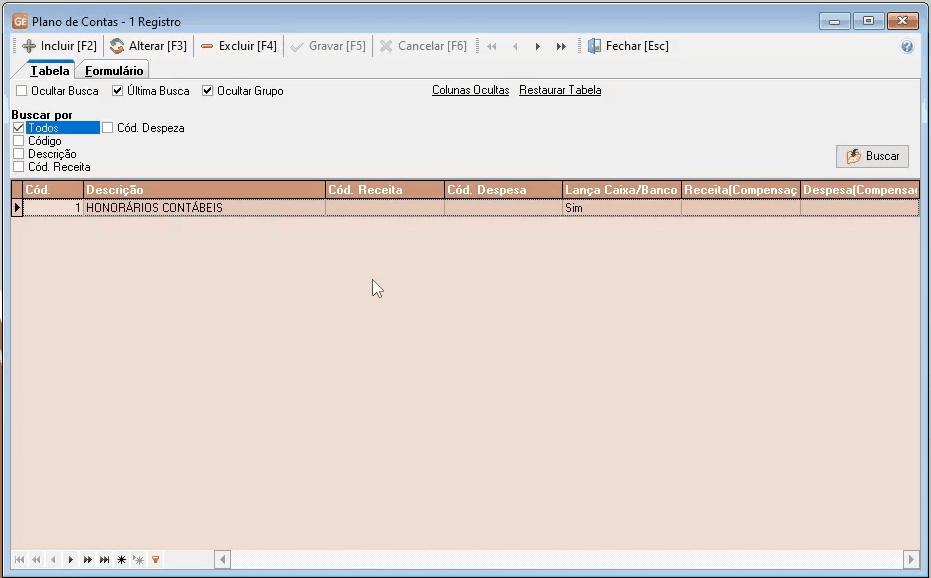 GE Plano de Contas - 1 Registro
Incluir [F2] Alterar [F3] Excluir [F4] Gravar [F5] Cancelar [F6] Fechar [Esc] ?
Tabela Formulário
Ocultar Busca Última Busca Ocultar Grupo Colunas Ocultas Restaurar Tabela
Buscar por
Todos Cód. Despeza
Código
Descrição
Cód. Receita
Buscar
Cód. Descrição Cód. Receita Cód. Despesa Lança Caixa/Banco Receita(Compensaç Despesa(Compensaç
1 HONORÁRIOS CONTÁBEIS Sim